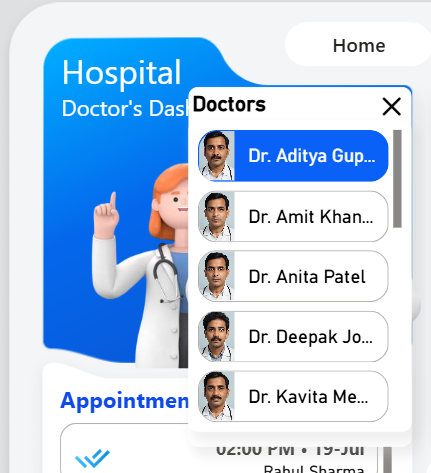 Home
Hospital
Doctor's Das
Doctors
Dr. Aditya Gup...
Dr. Amit Khan...
Dr. Anita Patel
Dr. Deepak Jo...
Dr. Kavita Me...
Appointmen
02:00 PM • 19-Jul
Rahul Sharma